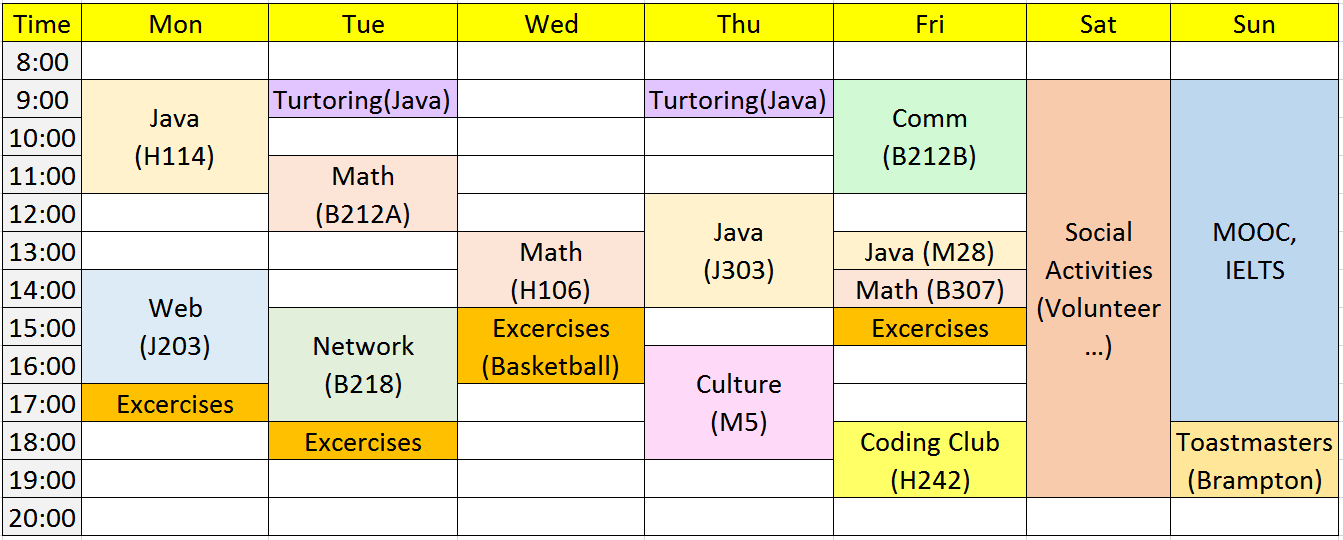 Time Mon Tue Wed Thu Fri Sat Sun
8:00
9:00 Turtoring(Java) Turtoring(Java)
Java Comm
10:00
(H114) (B212B)
11:00
Math
12:00
(B212A)
Java Social MOOC,
13:00 Java (M28)
Math
(J303) Activities IELTS
14:00 Math (B307)
(H106)
Web (Volunteer
15:00 Excercises Excercises
(J203) Network …)
16:00
(B218) (Basketball) Culture
17:00 Excercises
(M5)
18:00 Excercises Coding Club Toastmasters
19:00 (H242) (Brampton)
20:00